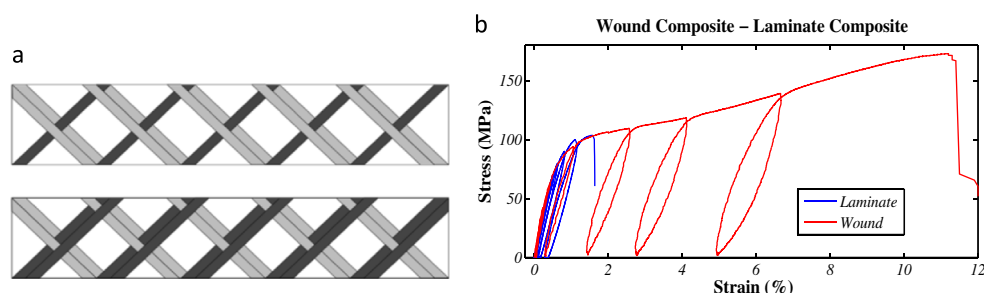 a
b
Wound Composite – Laminate Composite
Stress (MPa)
150
100
50
0
0
2
4
6
8
10
12
Strain (%)
Laminate
Wound